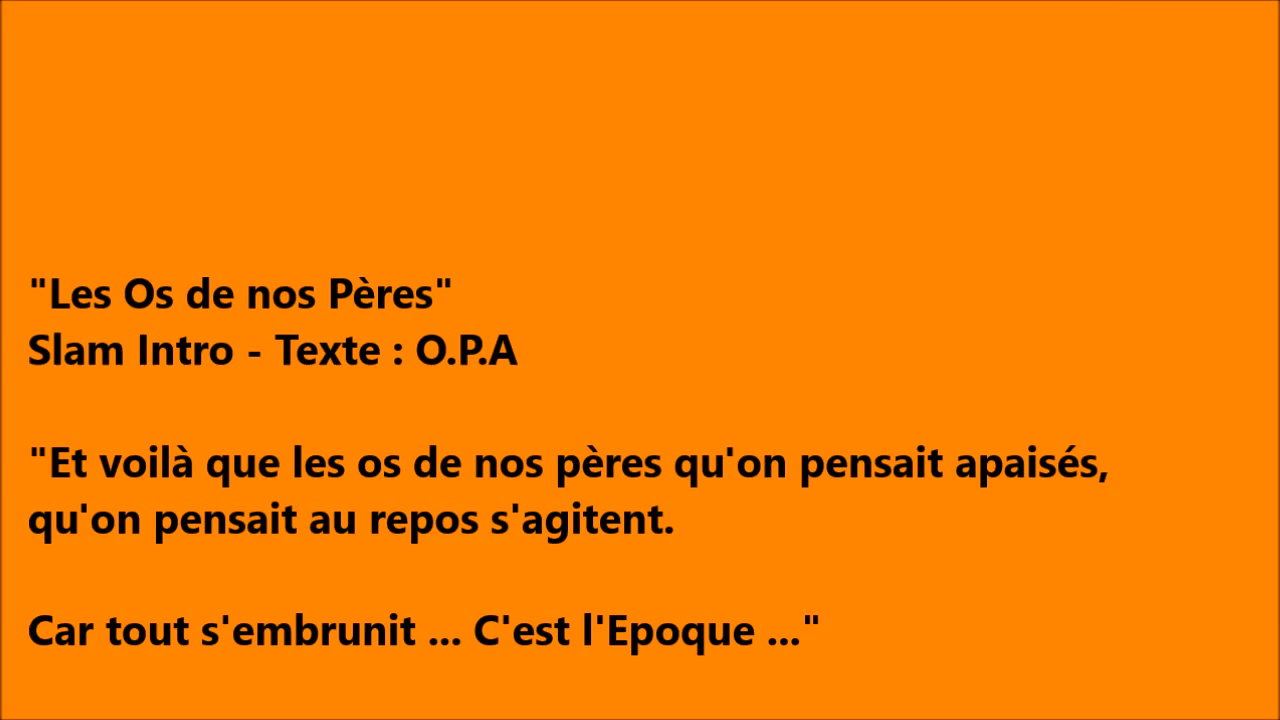 "Les Os de nos Pères"
Slam Intro - Texte : O.P.A
"Et voilà que les os de nos pères qu'on pensait apaisés,
qu'on pensait au repos s'agitent.
Car tout s'embrunit ... C'est l'Epoque ..."